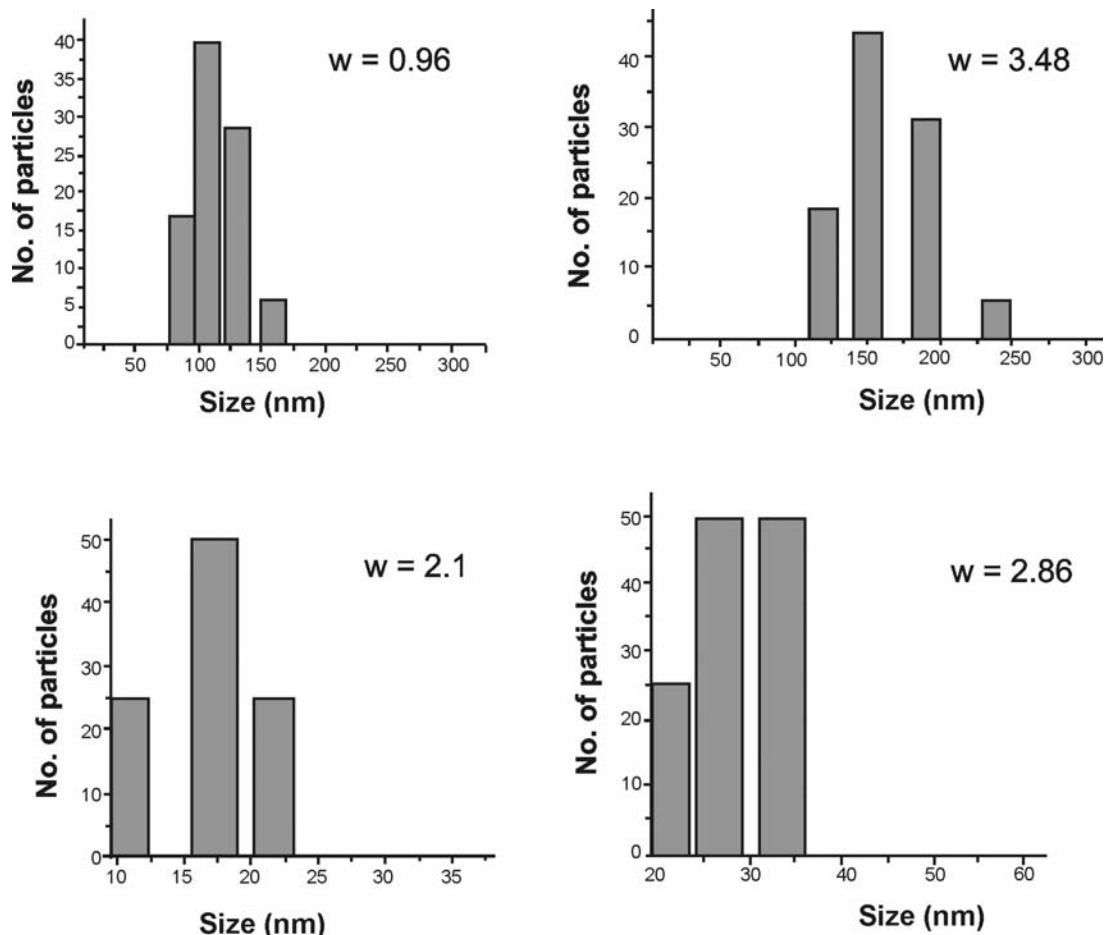 w = 0.96
No. of particles
40
35
30
25
20
15
10
5
0
50 100 150 200 250 300
Size (nm)
w = 3.48
No. of particles
40
30
20
10
0
50 100 150 200 250 300
Size (nm)
w = 2.1
No. of particles
50
40
30
20
10
0
10 15 20 25 30 35
Size (nm)
w = 2.86
No. of particles
50
40
30
20
10
0
20 30 40 50 60
Size (nm)